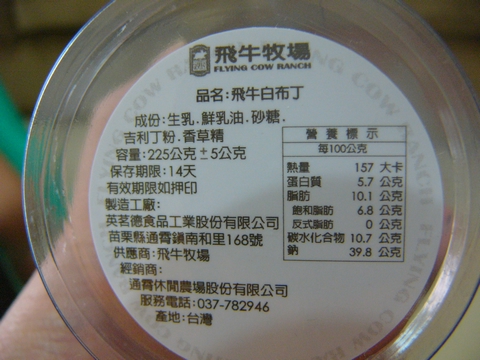 飛牛牧場
FLYING COW RANCH
品名:飛牛白布丁
成份:生乳.鮮乳油.砂糖.
吉利丁粉.香草精
容量:225公克±5公克
保存期限:14天
有效期限如押印
製造工廠:
英茗德食品工業股份有限公司
苗栗縣通霄鎮南和里168號
供應商:飛牛牧場
經銷商:
通霄休閒農場股份有限公司
服務電話:037-782946
產地:台灣
營養標示
每100公克
熱量 157 大卡
蛋白質 5.7 公克
脂肪 10.1 公克
飽和脂肪 6.8 公克
反式脂肪 0 公克
碳水化合物 10.7 公克
鈉 39.8 公克
FLYING COW RANCH
FLYING COW RANCH